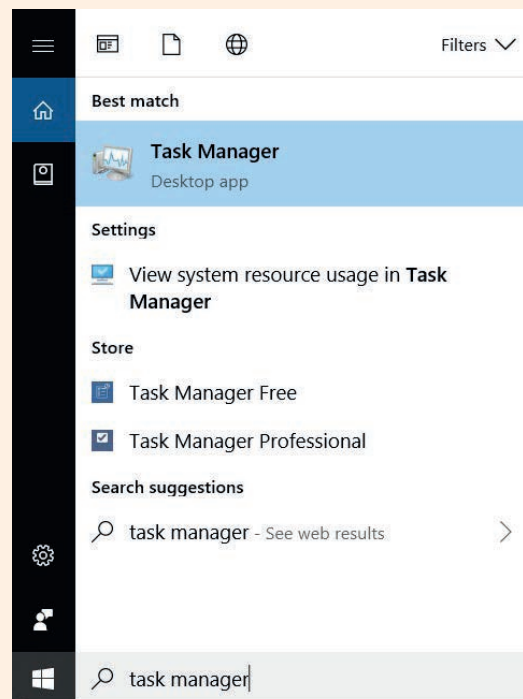 Filters
Best match
Task Manager
Desktop app
Settings
View system resource usage in Task
Manager
Store
Task Manager Free
Task Manager Professional
Search suggestions
task manager - See web results
task manager